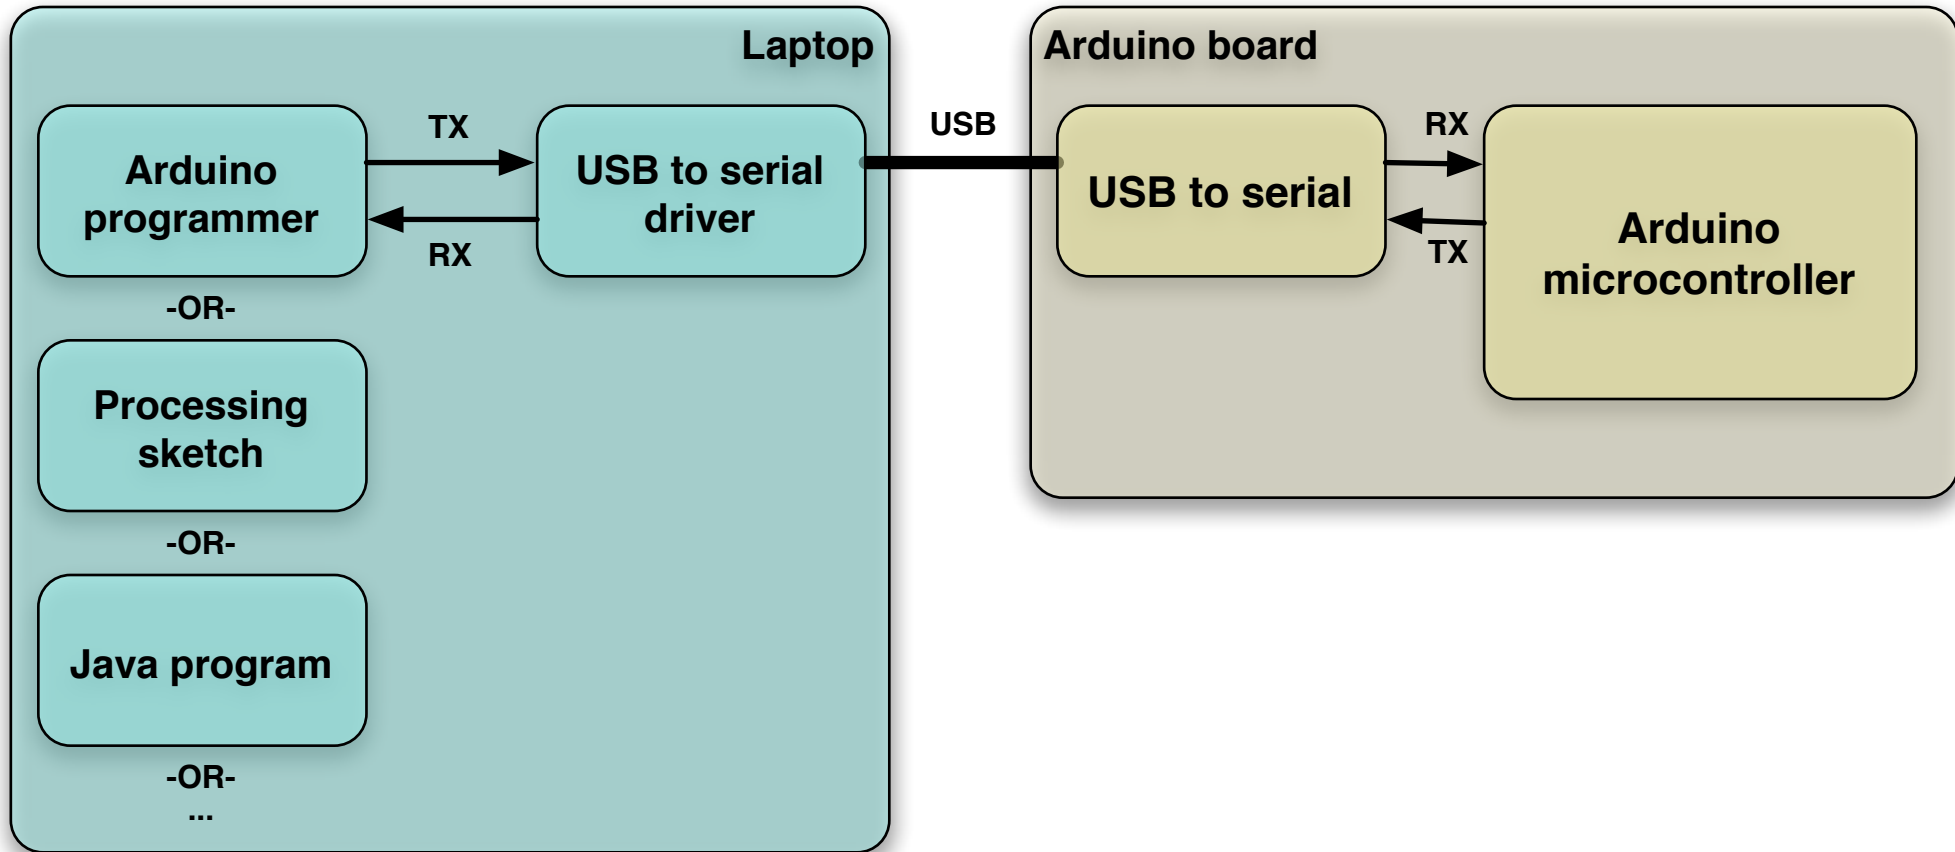 Laptop
Arduino
programmer
TX
RX
USB to serial
driver
-OR-
Processing
sketch
-OR-
Java program
-OR-
...
USB
Arduino board
USB to serial
RX
TX
Arduino
microcontroller